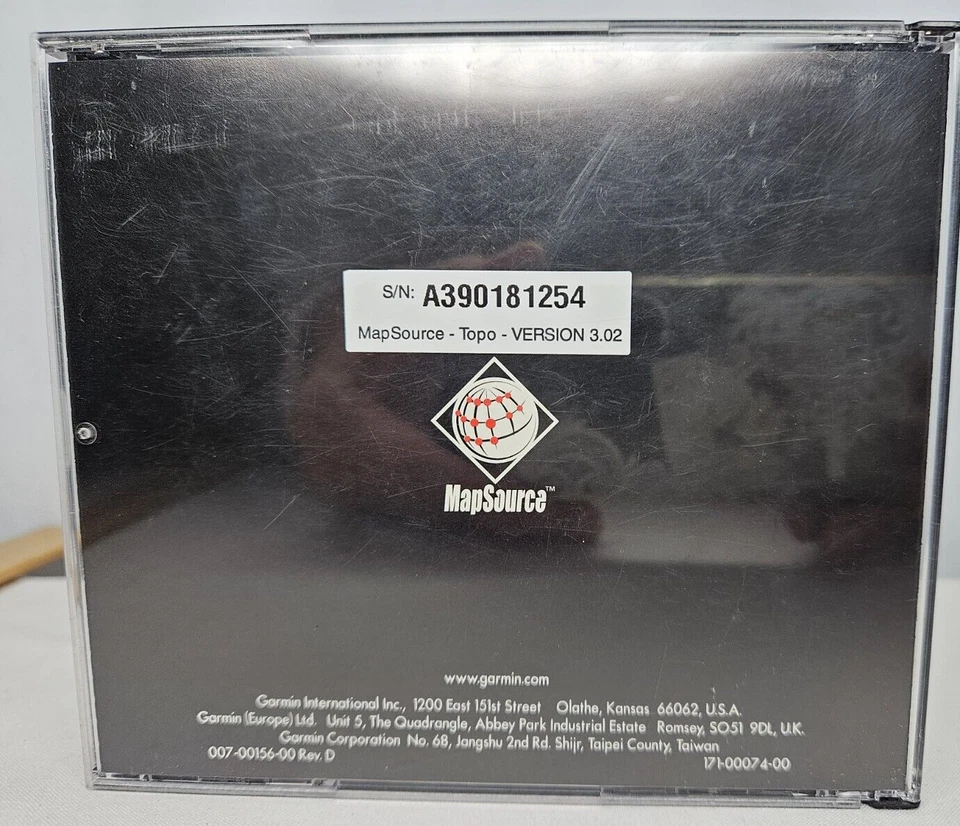 S/N: A390181254
MapSource - Topo - VERSION 3.02
MapSource™
www.garmin.com
Garmin International Inc., 1200 East 151st Street Olathe, Kansas 66062, U.S.A.
Garmin (Europe) Ltd. Unit 5, The Quadrangle, Abbey Park Industrial Estate Romsey, SO51 9DL, U.K.
Garmin Corporation No. 68, Jangshu 2nd Rd. Shijr, Taipei County, Taiwan
007-00156-00 Rev. D 171-00074-00